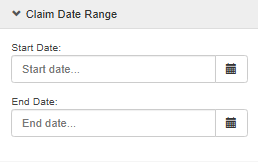 Claim Date Range
Start Date:
Start date...
End Date:
End date...